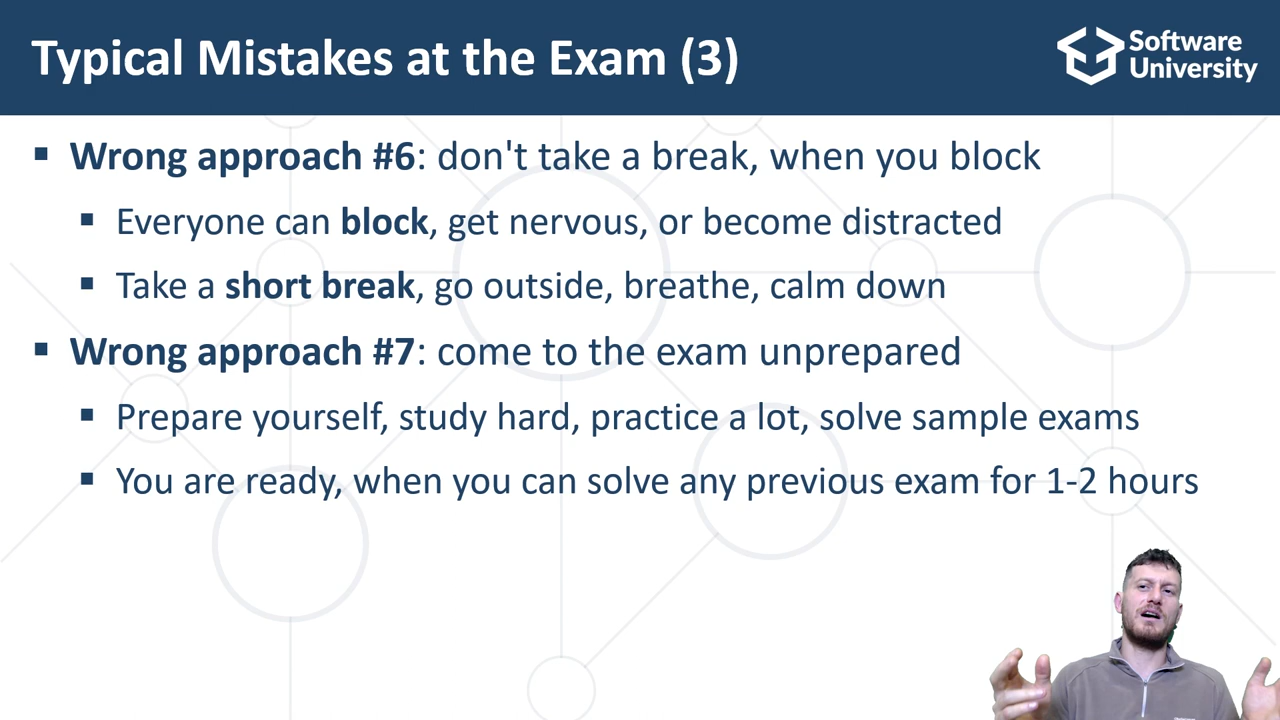 Typical Mistakes at the Exam (3)
Software
University
▪ Wrong approach #6: don't take a break, when you block
▪ Everyone can block, get nervous, or become distracted
▪ Take a short break, go outside, breathe, calm down
▪ Wrong approach #7: come to the exam unprepared
▪ Prepare yourself, study hard, practice a lot, solve sample exams
▪ You are ready, when you can solve any previous exam for 1-2 hours